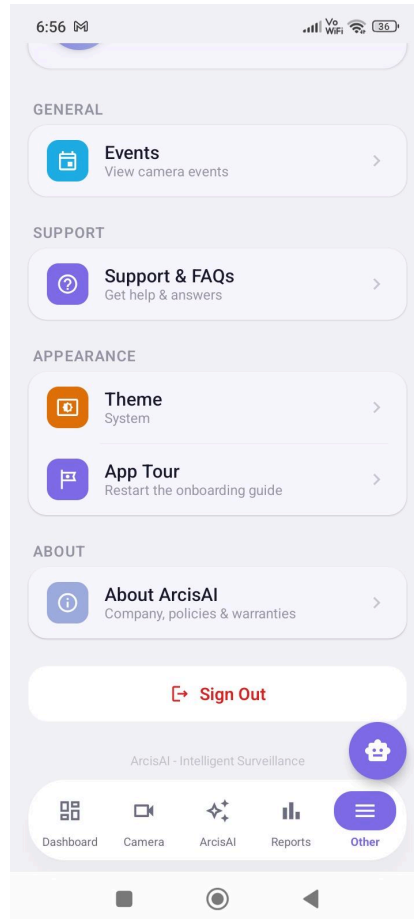 6:56
Vo
WiFi
36
GENERAL
Events
View camera events
SUPPORT
Support & FAQs
Get help & answers
APPEARANCE
Theme
System
App Tour
Restart the onboarding guide
ABOUT
About ArcisAI
Company, policies & warranties
Sign Out
ArcisAI - Intelligent Surveillance
Dashboard
Camera
ArcisAI
Reports
Other